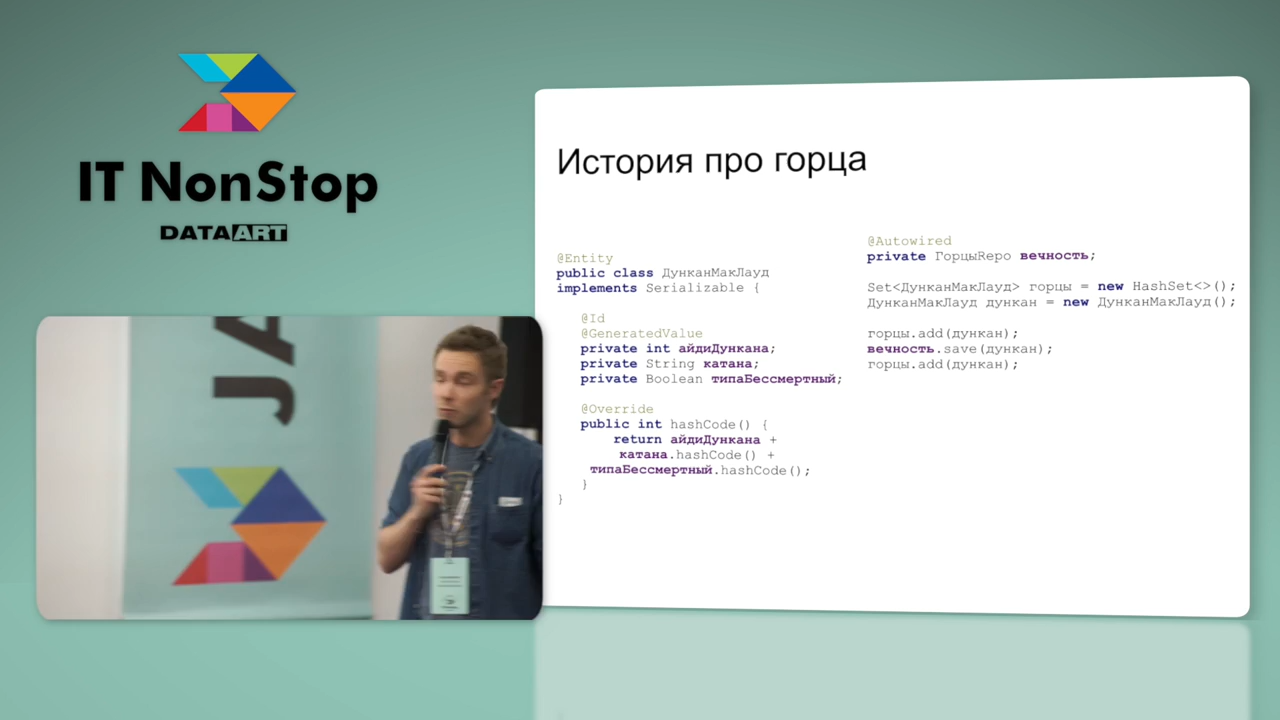 IT NonStop
DATAART
JA
История про горца
@Entity
public class ДунканМакЛауд
implements Serializable {
@Id
@GeneratedValue
private int айдиДункана;
private String катана;
private Boolean типаБессмертный;
@Override
public int hashCode() {
return айдиДункана +
катана.hashCode() +
типаБессмертный.hashCode();
}
}
@Autowired
private ГорцыRepo вечность;
Set<ДунканМакЛауд> горцы = new HashSet<>();
ДунканМакЛауд дункан = new ДунканМакЛауд();
горцы.add(дункан);
вечность.save(дункан);
горцы.add(дункан);